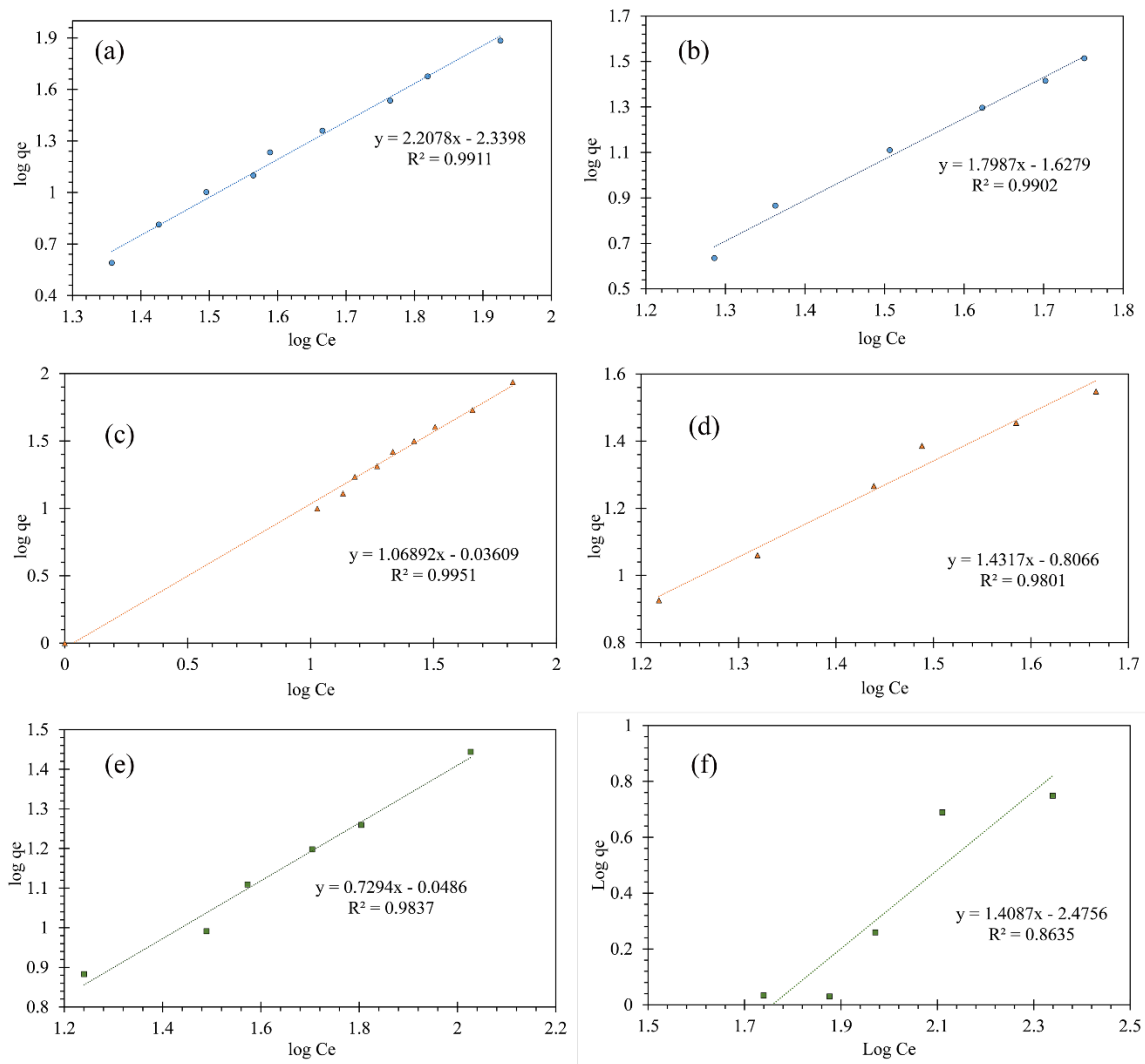 (a)
log qe
1.9
1.6
1.3
1
0.7
0.4
y = 2.2078x - 2.3398
R² = 0.9911
1.3 1.4 1.5 1.6 1.7 1.8 1.9 2
log Ce
(b)
log qe
1.7
1.5
1.3
1.1
0.9
0.7
0.5
y = 1.7987x - 1.6279
R² = 0.9902
1.2 1.3 1.4 1.5 1.6 1.7 1.8
log Ce
(c)
log qe
2
1.5
1
0.5
0
y = 1.06892x - 0.03609
R² = 0.9951
0 0.5 1 1.5 2
log Ce
(d)
log qe
1.6
1.4
1.2
1
0.8
y = 1.4317x - 0.8066
R² = 0.9801
1.2 1.3 1.4 1.5 1.6 1.7
log Ce
(e)
log qe
1.5
1.4
1.3
1.2
1.1
1
0.9
0.8
y = 0.7294x - 0.0486
R² = 0.9837
1.2 1.4 1.6 1.8 2 2.2
log Ce
(f)
Log qe
1
0.8
0.6
0.4
0.2
0
y = 1.4087x - 2.4756
R² = 0.8635
1.5 1.7 1.9 2.1 2.3 2.5
Log Ce